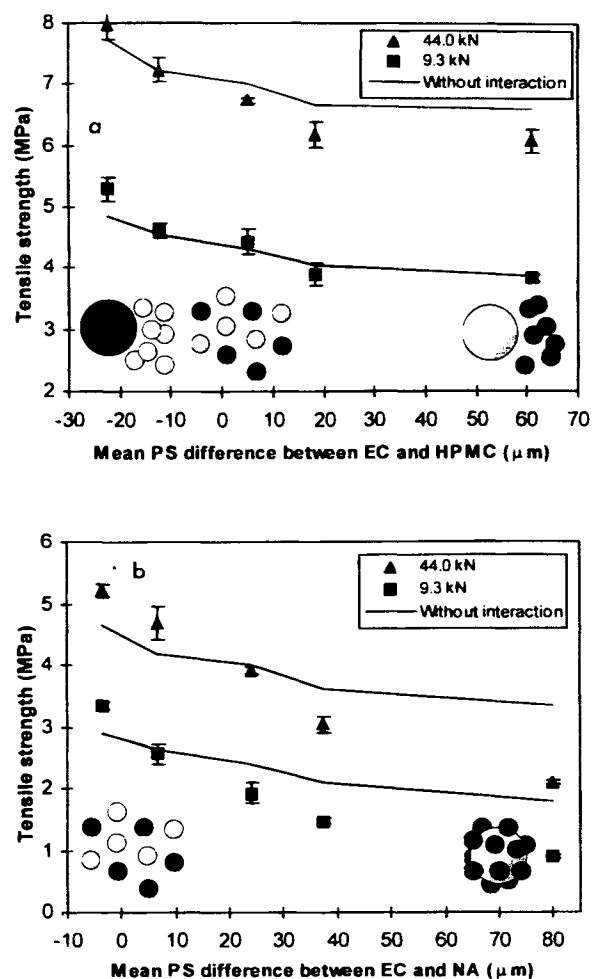 8
7
6
5
4
3
2
a
▲ 44.0 kN
■ 9.3 kN
— Without interaction
Tensile strength (MPa)
-30 -20 -10 0 10 20 30 40 50 60 70
Mean PS difference between EC and HPMC (μm)
6
5
4
3
2
1
0
b
▲ 44.0 kN
■ 9.3 kN
— Without interaction
Tensile strength (MPa)
-10 0 10 20 30 40 50 60 70 80
Mean PS difference between EC and NA (μm)